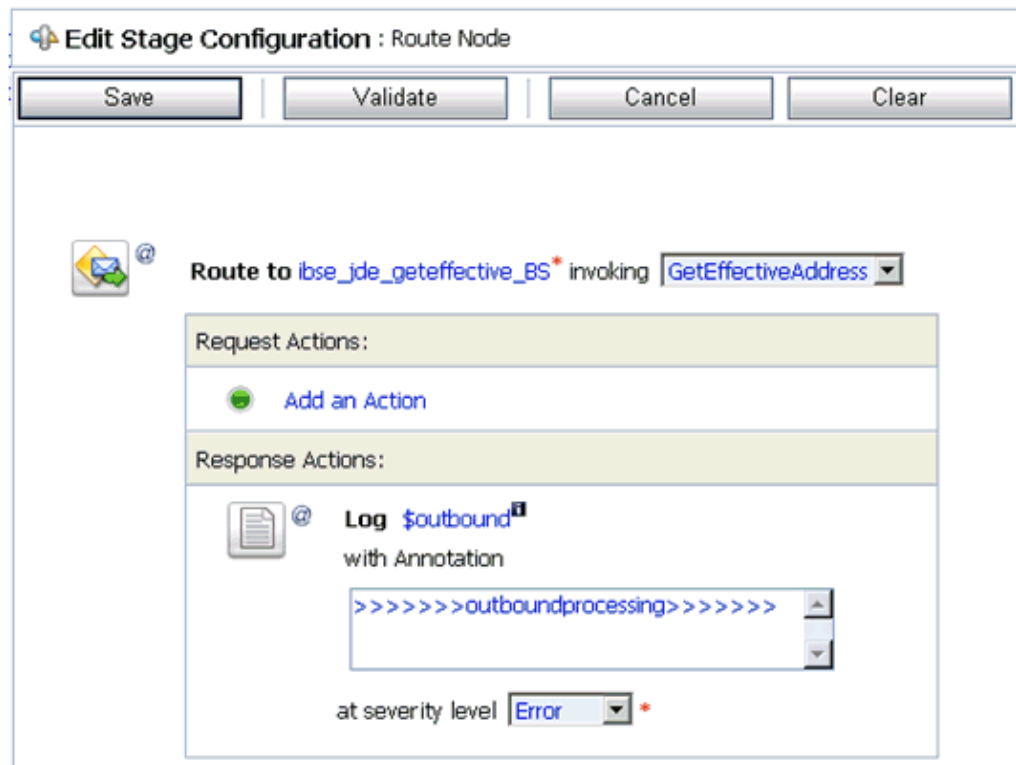 Edit Stage Configuration : Route Node
Save Validate Cancel Clear
@ Route to ibse_jde_geteffective_BS* invoking GetEffectiveAddress
Request Actions:
Add an Action
Response Actions:
@ Log $outbound
with Annotation
>>>>>>>outboundprocessing>>>>>>>
at severity level Error *